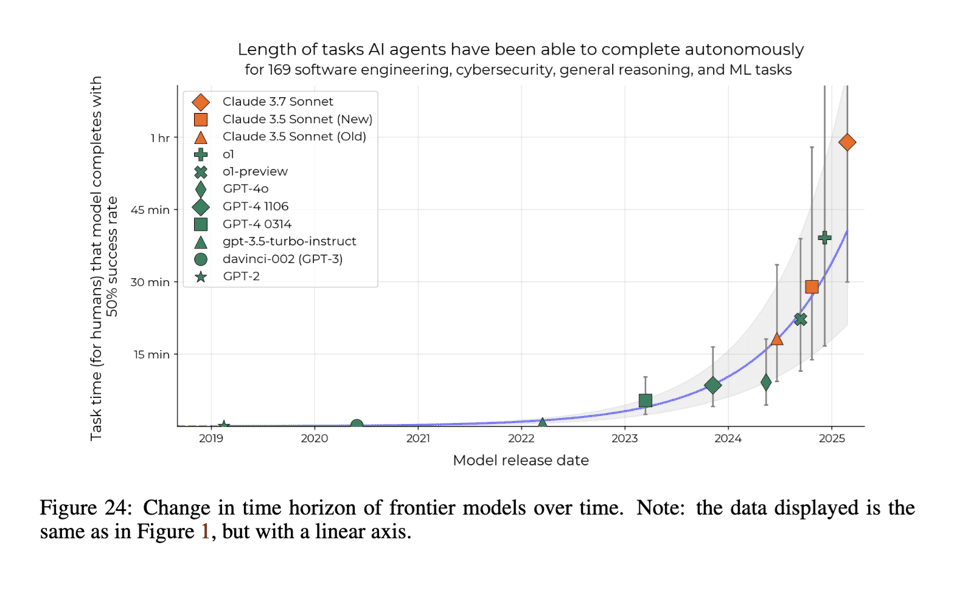 Length of tasks AI agents have been able to complete autonomously
for 169 software engineering, cybersecurity, general reasoning, and ML tasks
Task time (for humans) that model completes with
50% success rate
1 hr
45 min
30 min
15 min
Claude 3.7 Sonnet
Claude 3.5 Sonnet (New)
Claude 3.5 Sonnet (Old)
o1
o1-preview
GPT-4o
GPT-4 1106
GPT-4 0314
gpt-3.5-turbo-instruct
davinci-002 (GPT-3)
GPT-2
2019 2020 2021 2022 2023 2024 2025
Model release date
Figure 24: Change in time horizon of frontier models over time. Note: the data displayed is the
same as in Figure 1, but with a linear axis.